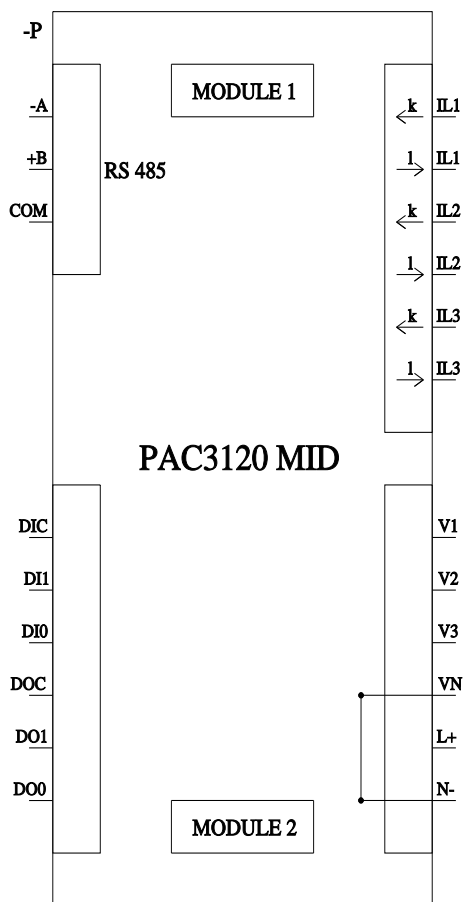 -P
MODULE 1
-A
+B
COM
RS 485
k IL1
l IL1
k IL2
l IL2
k IL3
l IL3
PAC3120 MID
DIC
DI1
DI0
DOC
DO1
DO0
V1
V2
V3
VN
L+
N-
MODULE 2